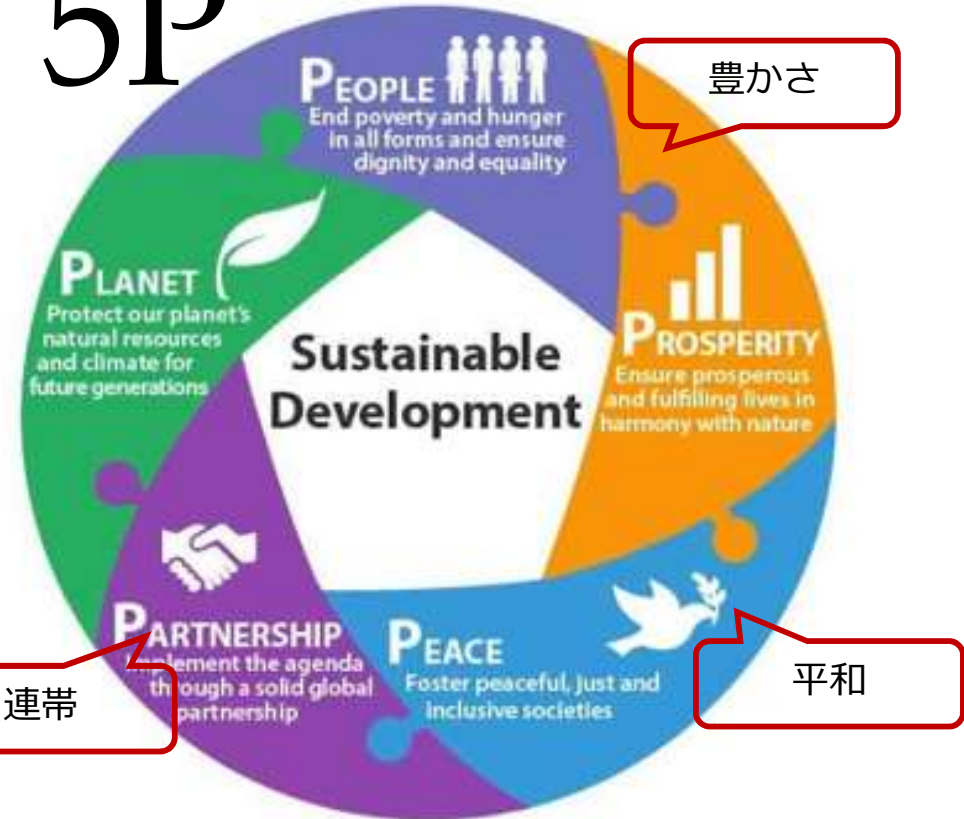 5P
PEOPLE
End poverty and hunger
in all forms and ensure
dignity and equality
豊かさ
PROSPERITY
Ensure prosperous
and fulfilling lives in
harmony with nature
PLANET
Protect our planet's
natural resources
and climate for
future generations
Sustainable
Development
PARTNERSHIP
Implement the agenda
through a solid global
partnership
連帯
PEACE
Foster peaceful, just and
inclusive societies
平和